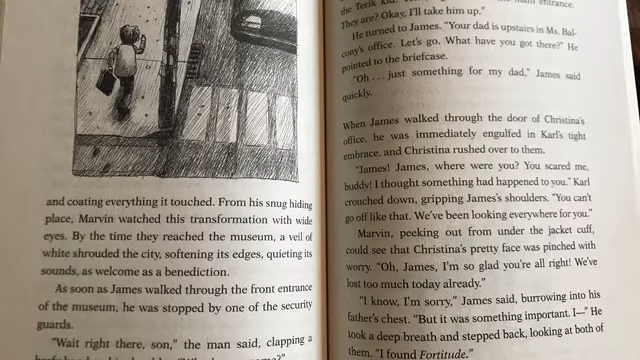 and coating everything it touched. From his snug hiding
place, Marvin watched this transformation with wide
eyes. By the time they reached the museum, a veil of
white shrouded the city, softening its edges, quieting its
sounds, as welcome as a benediction.
As soon as James walked through the front entrance
of the museum, he was stopped by one of the security
guards.
"Wait right there, son," the man said, clapping a
the Terik kid. main entrance.
They are? Okay, I'll take him up."
He turned to James. "Your dad is upstairs in Ms. Bal-
cony's office. Let's go. What have you got there?" He
pointed to the briefcase.
"Oh . . . just something for my dad," James said
quickly.
When James walked through the door of Christina's
office, he was immediately engulfed in Karl's tight
embrace, and Christina rushed over to them.
"James! James, where were you? You scared me,
buddy! I thought something had happened to you." Karl
crouched down, gripping James's shoulders. "You can't
go off like that. We've been looking everywhere for you."
Marvin, peeking out from under the jacket cuff,
could see that Christina's pretty face was pinched with
worry. "Oh, James, I'm so glad you're all right! We've
lost too much today already."
"I know, I'm sorry," James said, burrowing into his
father's chest. "But it was something important. I—" He
took a deep breath and stepped back, looking at both of
them. "I found Fortitude."